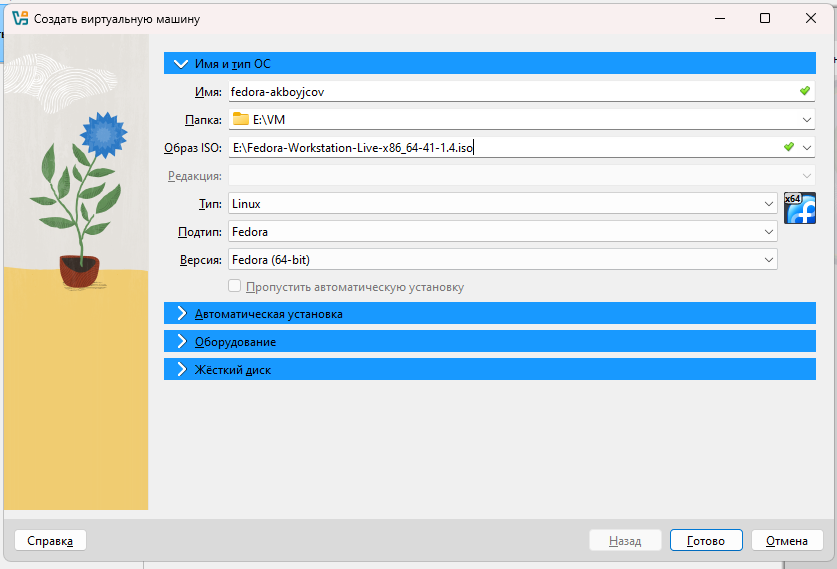 Создать виртуальную машину
Имя и тип ОС
Имя: fedora-akboyjcov
Папка: E:\VM
Образ ISO: E:\Fedora-Workstation-Live-x86_64-41-1.4.iso
Редакция:
Тип: Linux
x64
Подтип: Fedora
Версия: Fedora (64-bit)
Пропустить автоматическую установку
Автоматическая установка
Оборудование
Жёсткий диск
Справка Назад Готово Отмена